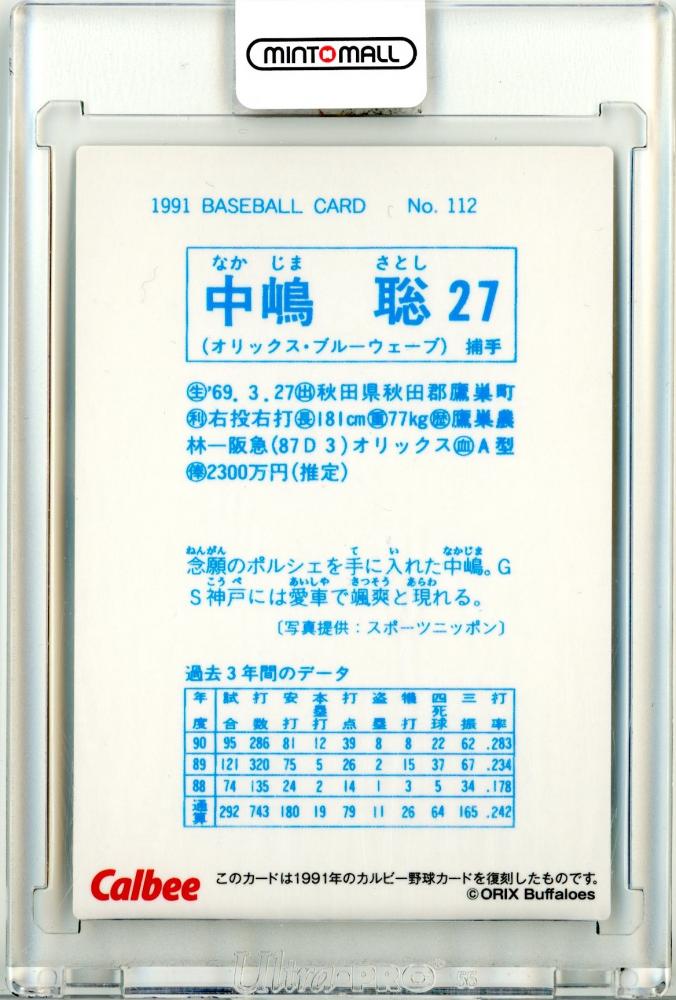 MINTMALL
1991 BASEBALL CARD No. 112
なか じま さとし
中嶋 聡 27
(オリックス・ブルーウェーブ) 捕手
生'69.3.27出秋田県秋田郡鷹巣町
利右投右打長181cm重77kg歴鷹巣農
林―阪急(87D3)オリックス血A型
俸2300万円(推定)
ねんがん て い なかじま
念願のポルシェを手に入れた中嶋。G
こうべ あいしゃ さっそう あらわ
S神戸には愛車で颯爽と現れる。
〔写真提供:スポーツニッポン〕
過去3年間のデータ
年度 試合 打数 安打 本塁打 打点 盗塁 犠打 四死球 三振 打率
90 95 286 81 12 39 8 8 22 62 .283
89 121 320 75 5 26 2 15 37 67 .234
88 74 135 24 2 14 1 3 5 34 .178
通算 292 743 180 19 79 11 26 64 165 .242
Calbee このカードは1991年のカルビー野球カードを復刻したものです。
©ORIX Buffaloes
Ultra-PRO® 55